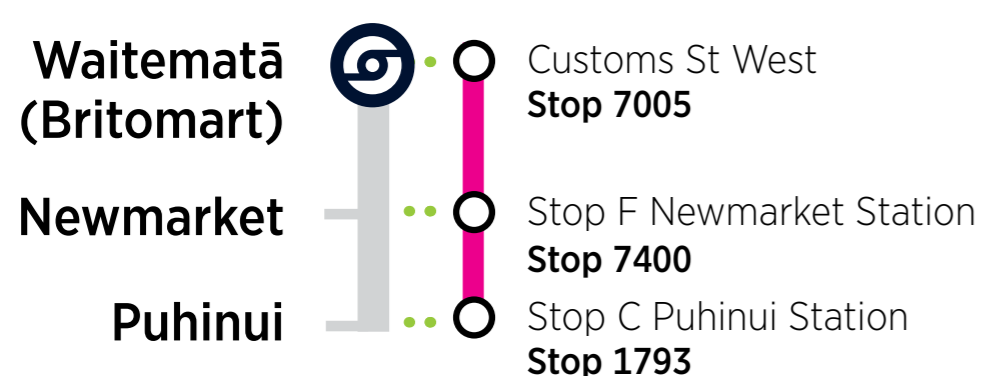 Waitematā
(Britomart)
Customs St West
Stop 7005
Newmarket
Stop F Newmarket Station
Stop 7400
Puhinui
Stop C Puhinui Station
Stop 1793